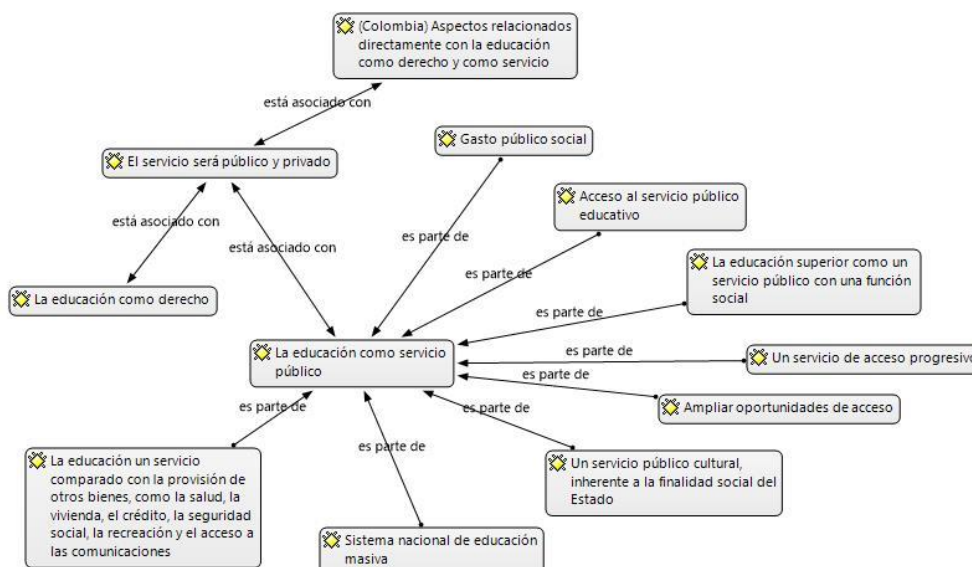 (Colombia) Aspectos relacionados
directamente con la educación
como derecho y como servicio
está asociado con
Gasto público social
El servicio será público y privado
Acceso al servicio público
educativo
está asociado con
está asociado con
es parte de
es parte de
La educación superior como un
servicio público con una función
social
La educación como derecho
es parte de
La educación como servicio
público
es parte de
Un servicio de acceso progresivo
es parte de
Ampliar oportunidades de acceso
es parte de
es parte de
es parte de
La educación un servicio
comparado con la provisión de
otros bienes, como la salud, la
vivienda, el crédito, la seguridad
social, la recreación y el acceso a
las comunicaciones
Un servicio público cultural,
inherente a la finalidad social del
Estado
Sistema nacional de educación
masiva